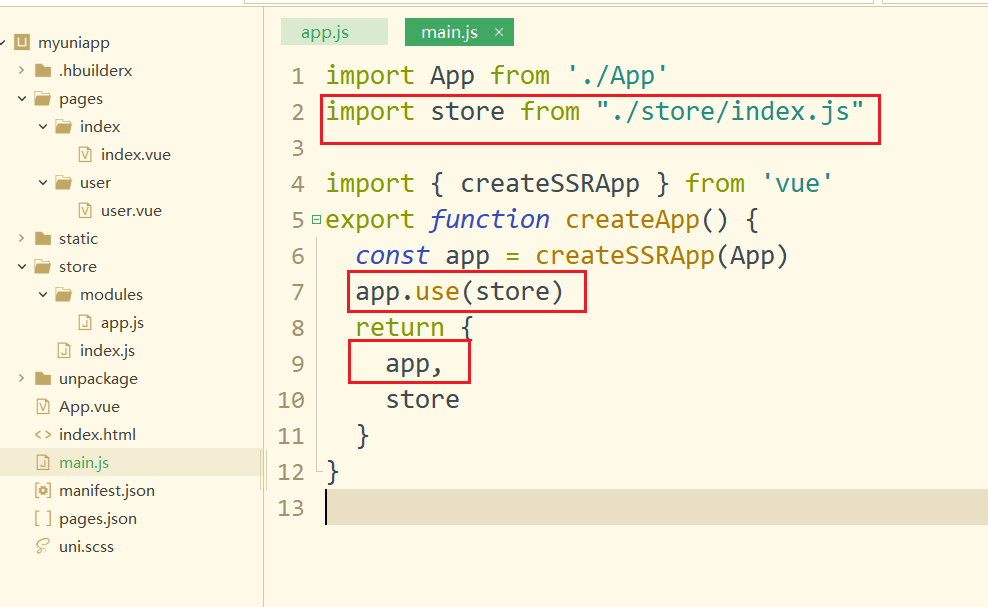 myuniapp
.hbuilderx
pages
index
index.vue
user
user.vue
static
store
modules
app.js
index.js
unpackage
App.vue
index.html
main.js
manifest.json
pages.json
uni.scss
app.js
main.js ×
1 import App from './App'
2 import store from "./store/index.js"
3
4 import { createSSRApp } from 'vue'
5 export function createApp() {
6 const app = createSSRApp(App)
7 app.use(store)
8 return {
9 app,
10 store
11 }
12 }
13